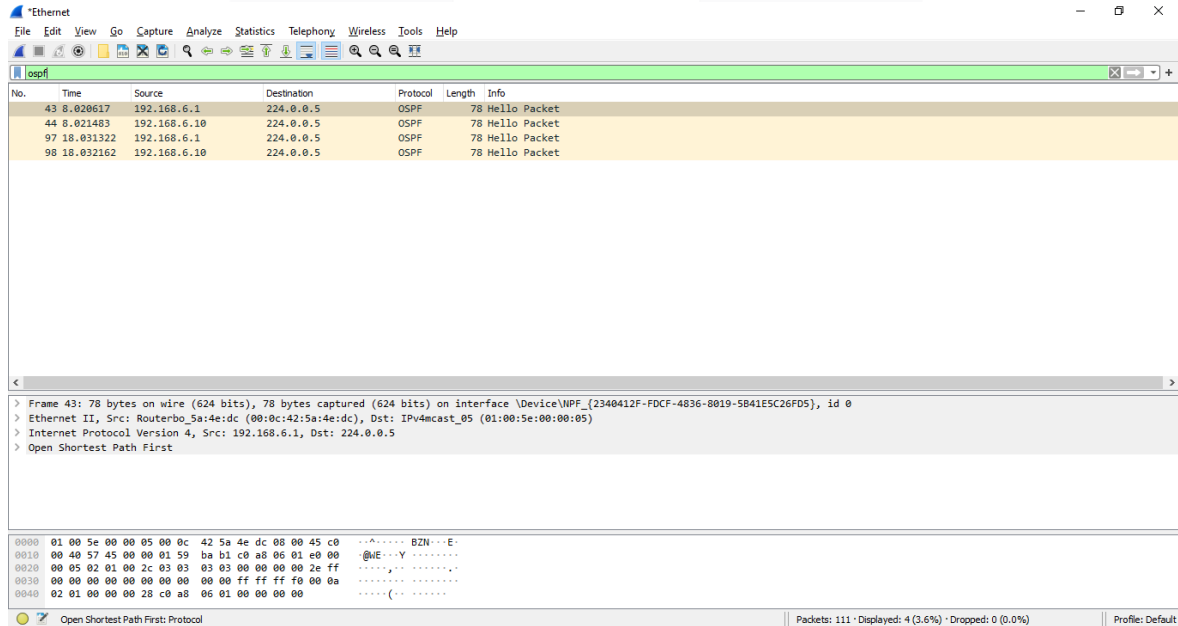 *Ethernet
File Edit View Go Capture Analyze Statistics Telephony Wireless Tools Help
ospf
No. Time Source Destination Protocol Length Info
43 8.020617 192.168.6.1 224.0.0.5 OSPF 78 Hello Packet
44 8.021483 192.168.6.10 224.0.0.5 OSPF 78 Hello Packet
97 18.031322 192.168.6.1 224.0.0.5 OSPF 78 Hello Packet
98 18.032162 192.168.6.10 224.0.0.5 OSPF 78 Hello Packet
> Frame 43: 78 bytes on wire (624 bits), 78 bytes captured (624 bits) on interface \Device\NPF_{2340412F-FDCF-4836-8019-5B41E5C26FD5}, id 0
> Ethernet II, Src: Routerbo_5a:4e:dc (00:0c:42:5a:4e:dc), Dst: IPv4mcast_05 (01:00:5e:00:00:05)
> Internet Protocol Version 4, Src: 192.168.6.1, Dst: 224.0.0.5
> Open Shortest Path First
0000 01 00 5e 00 00 05 00 0c 42 5a 4e dc 08 00 45 c0 ··^····· BZN···E·
0010 00 40 57 45 00 00 01 59 ba b1 c0 a8 06 01 e0 00 ·@WE···Y ········
0020 00 05 02 01 00 2c 03 03 03 03 00 00 00 00 2e ff ·····,·· ······.·
0030 00 00 00 00 00 00 00 00 00 00 ff ff ff f0 00 0a ········ ········
0040 02 01 00 00 00 28 c0 a8 06 01 00 00 00 00 ·····(·· ······
Open Shortest Path First: Protocol Packets: 111 · Displayed: 4 (3.6%) · Dropped: 0 (0.0%) Profile: Default